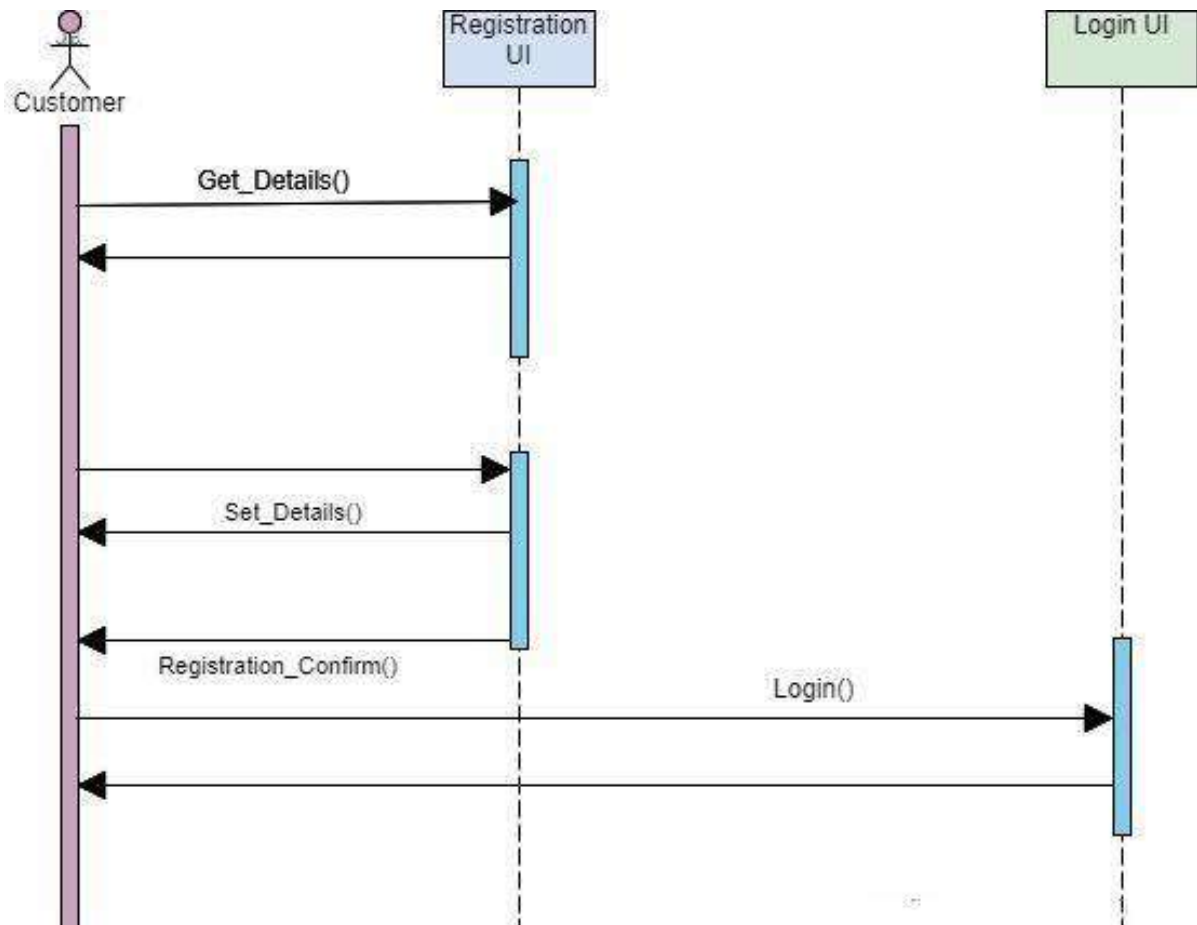 Registration
UI
Login UI
Customer
Get_Details()
Set_Details()
Registration_Confirm()
Login()